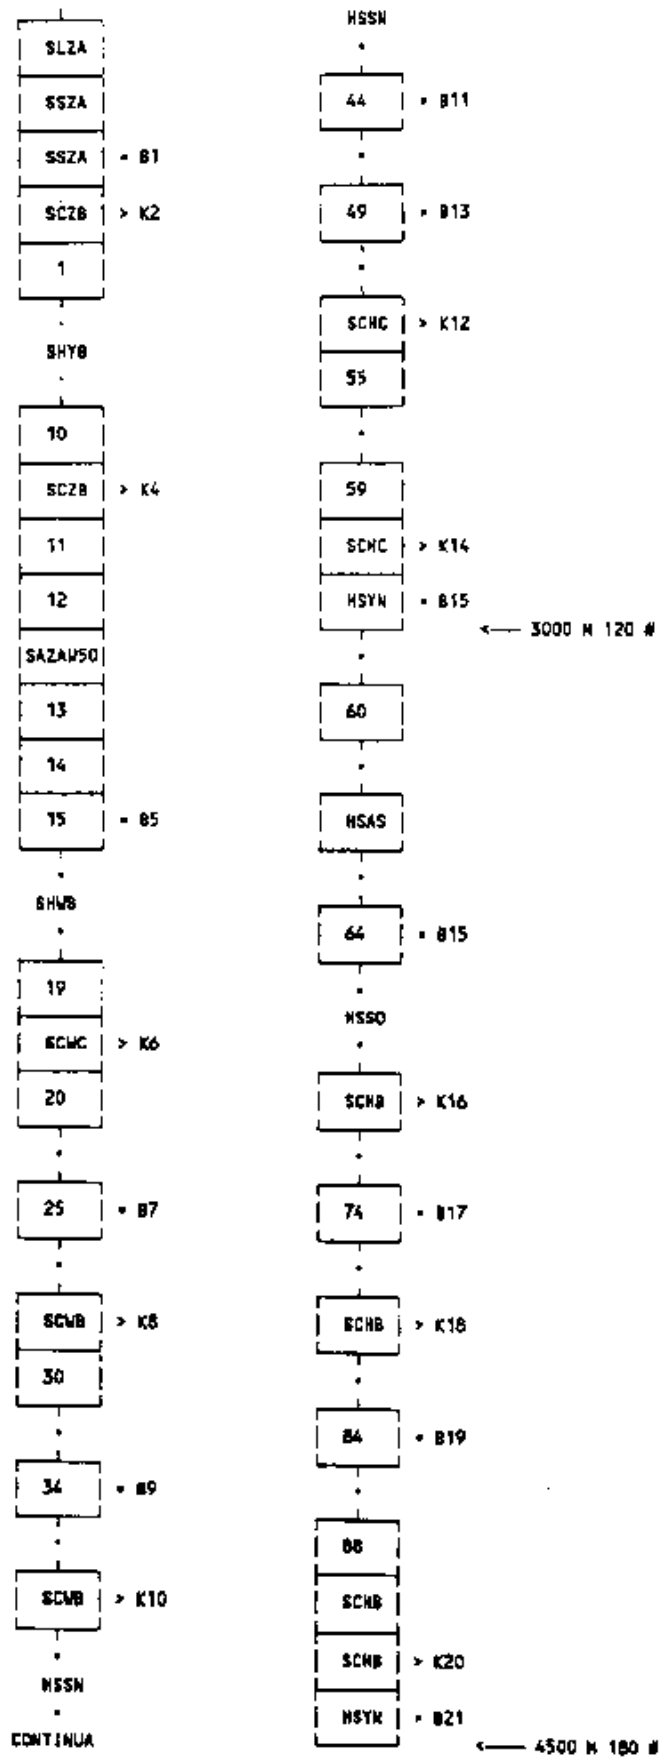 SLZA
SSZA
SSZA • B1
SCZB > K2
1
SHYB
10
SCZB > K4
11
12
SAZAW50
13
14
15 • B5
SHWB
19
SCWC > K6
20
25 • B7
SCWB > K8
30
34 • B9
SCWB > K10
HSSN
CONTINUA
HSSN
44 • B11
49 • B13
SCHC > K12
55
59
SCHC > K14
HSYN • B15
<—— 3000 M 120 #
60
HSAS
64 • B15
HSSO
SCHB > K16
74 • B17
SCHB > K18
84 • B19
88
SCHB
SCHB > K20
HSYN • B21
<—— 4500 M 180 #